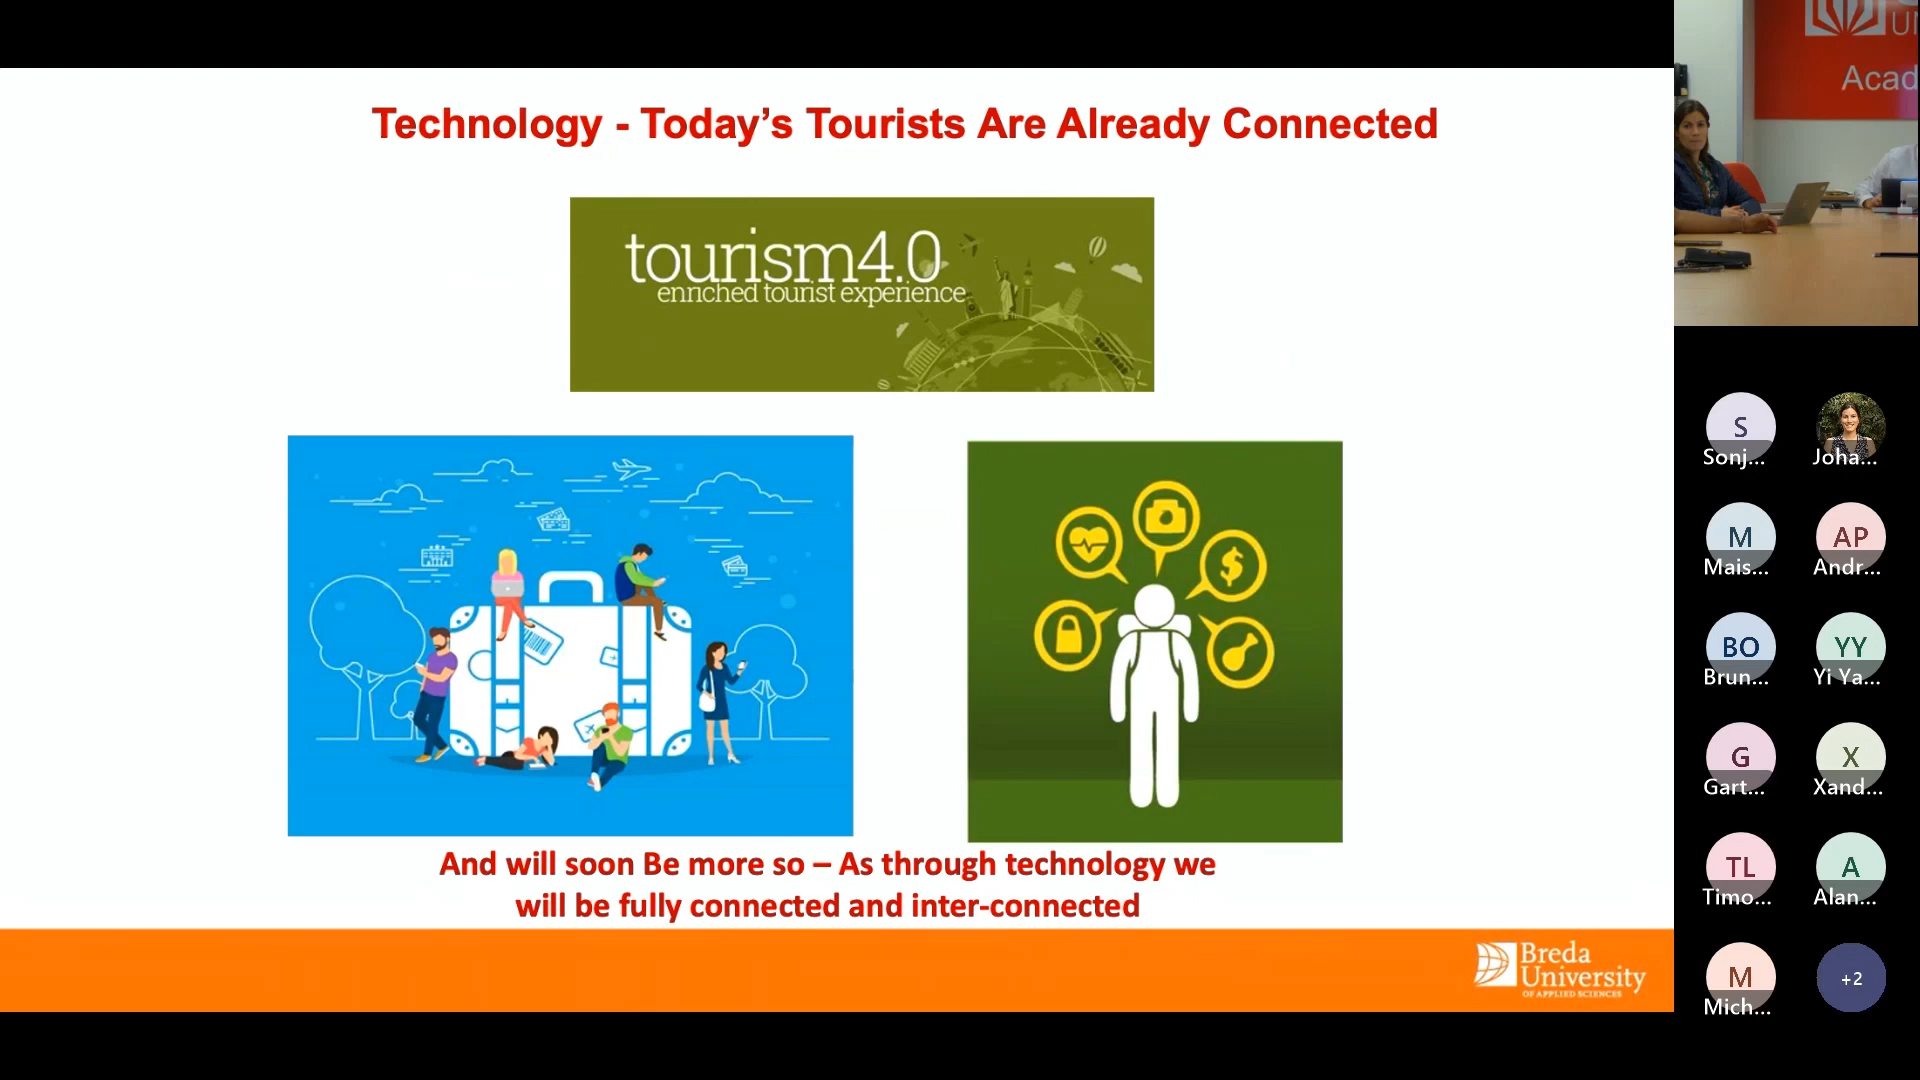 Technology - Today’s Tourists Are Already Connected
tourism4.0
enriched tourist experience
$
And will soon Be more so – As through technology we
will be fully connected and inter-connected
Breda
University
OF APPLIED SCIENCES
Acad
S
Sonj...
Joha...
M
Mais...
AP
Andr...
BO
Brun...
YY
Yi Ya...
G
Gart...
X
Xand...
TL
Timo...
A
Alan...
M
Mich...
+2